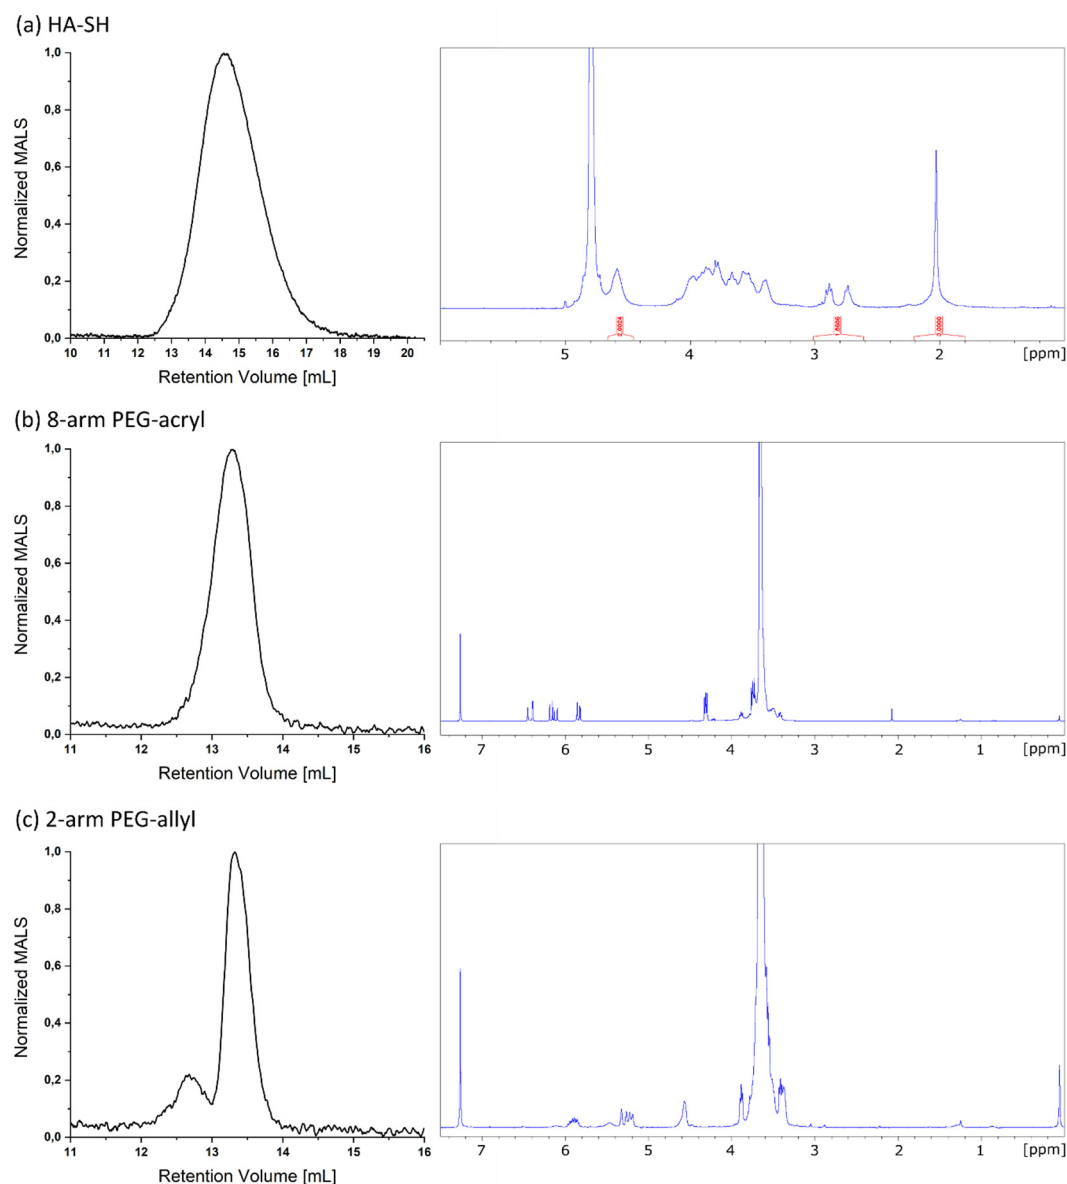 (a) HA-SH
1,0
0,8
0,6
0,4
0,2
0,0
Normalized MALS
10 11 12 13 14 15 16 17 18 19 20
Retention Volume [mL]
3.0000
5 4 3 2 [ppm]
(b) 8-arm PEG-acryl
1,0
0,8
0,6
0,4
0,2
0,0
Normalized MALS
11 12 13 14 15 16
Retention Volume [mL]
7 6 5 4 3 2 1 [ppm]
(c) 2-arm PEG-allyl
1,0
0,8
0,6
0,4
0,2
0,0
Normalized MALS
11 12 13 14 15 16
Retention Volume [mL]
7 6 5 4 3 2 1 [ppm]